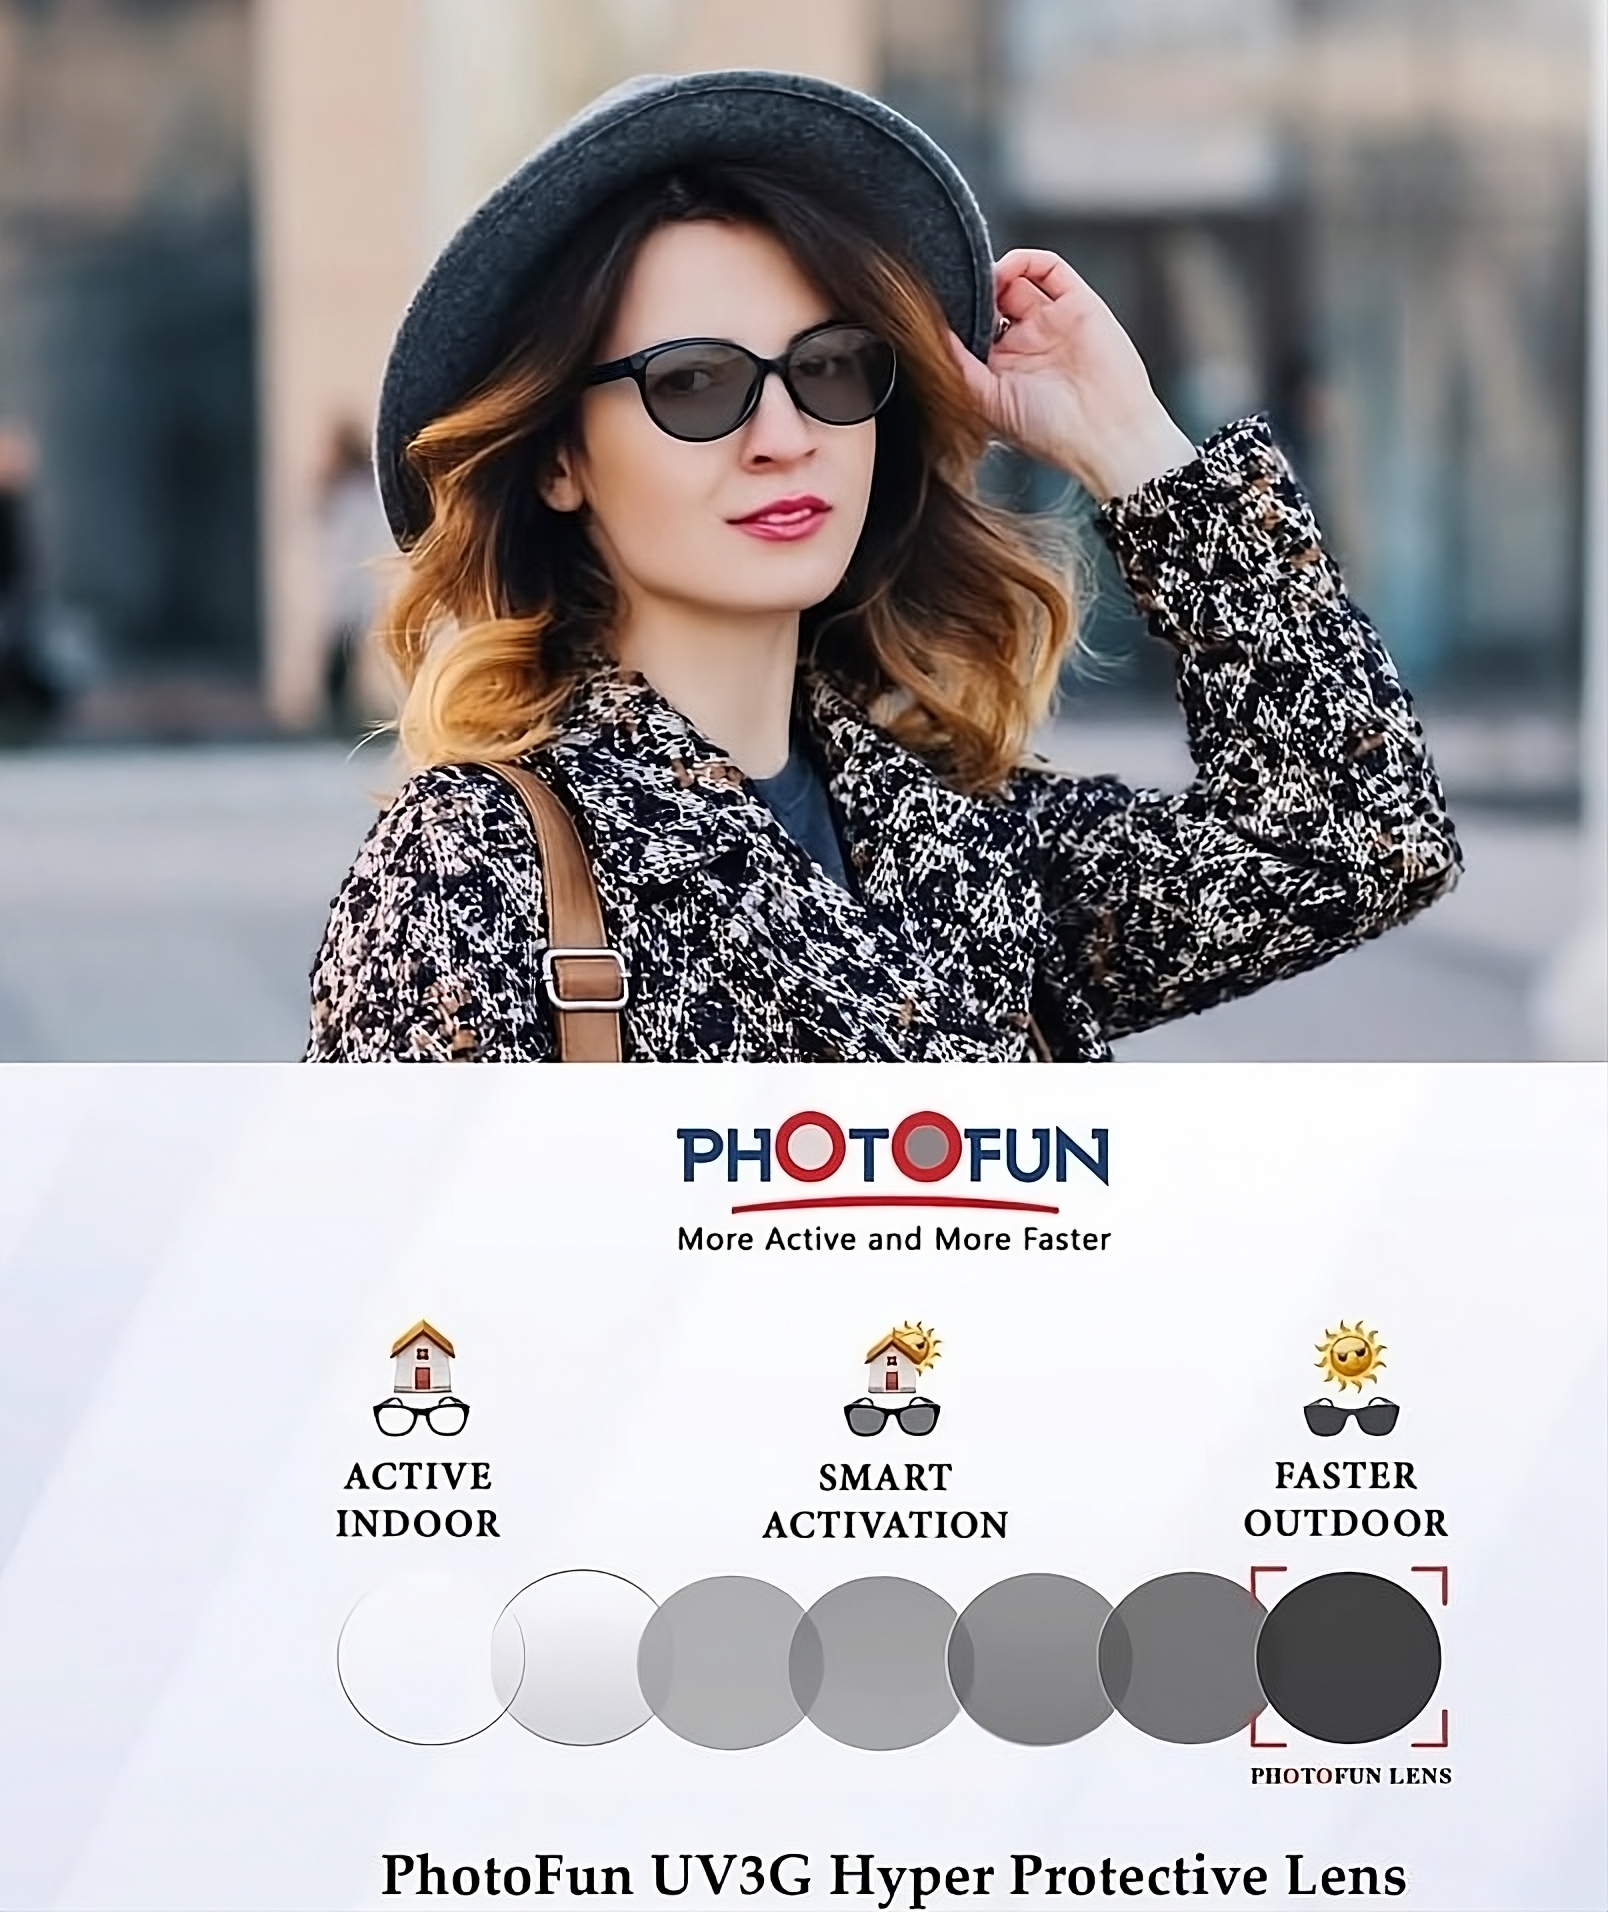 PHOTOFUN
More Active and More Faster
ACTIVE
INDOOR
SMART
ACTIVATION
FASTER
OUTDOOR
PHOTOFUN LENS
PhotoFun UV3G Hyper Protective Lens